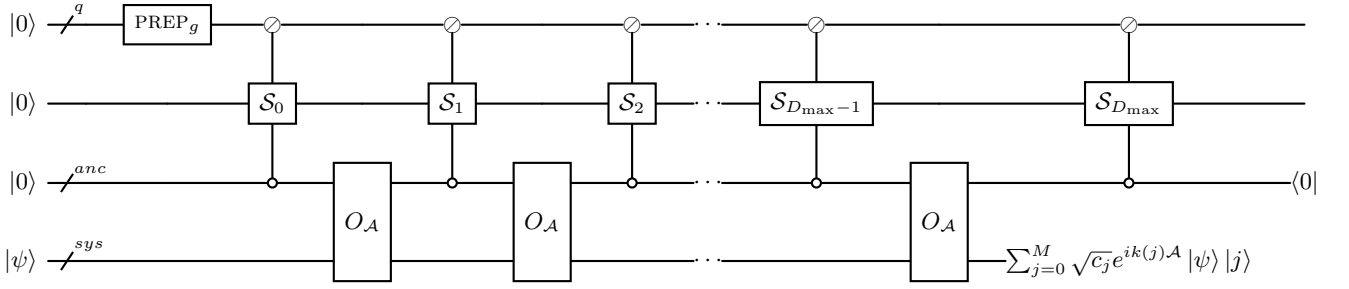 |0⟩ q PREP_g ⋯ ⋯
|0⟩ 𝒮_0 𝒮_1 𝒮_2 ⋯ 𝒮_{D_max−1} 𝒮_{D_max}
|0⟩ anc ⋯ ⟨0|
O_𝒜 O_𝒜 O_𝒜
|ψ⟩ sys ⋯ ∑_{j=0}^{M} √c_j e^{ik(j)𝒜} |ψ⟩ |j⟩